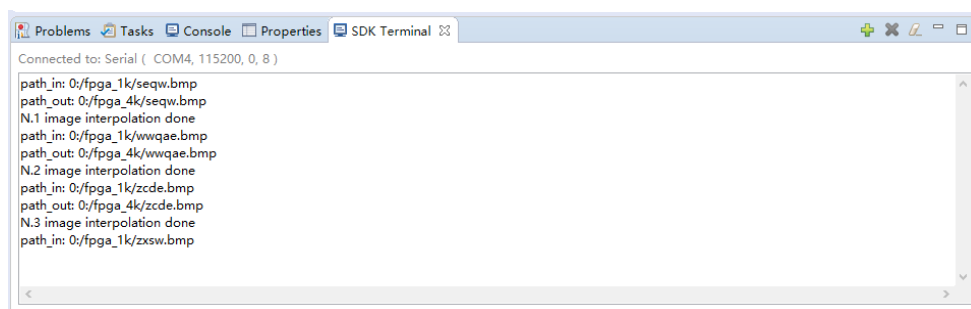 Problems Tasks Console Properties SDK Terminal
Connected to: Serial ( COM4, 115200, 0, 8 )
path_in: 0:/fpga_1k/seqw.bmp
path_out: 0:/fpga_4k/seqw.bmp
N.1 image interpolation done
path_in: 0:/fpga_1k/wwqae.bmp
path_out: 0:/fpga_4k/wwqae.bmp
N.2 image interpolation done
path_in: 0:/fpga_1k/zcde.bmp
path_out: 0:/fpga_4k/zcde.bmp
N.3 image interpolation done
path_in: 0:/fpga_1k/zxsw.bmp